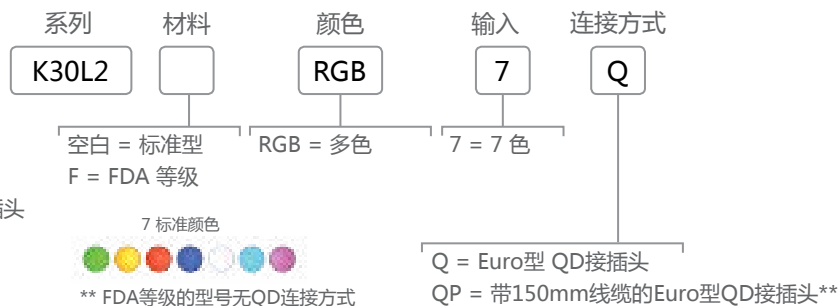 系列 材料 颜色 输入 连接方式
K30L2 RGB 7 Q
空白 = 标准型 RGB = 多色 7 = 7 色
F = FDA 等级
插头
7 标准颜色
Q = Euro型 QD接插头
** FDA等级的型号无QD连接方式
QP = 带150mm线缆的Euro型QD接插头**